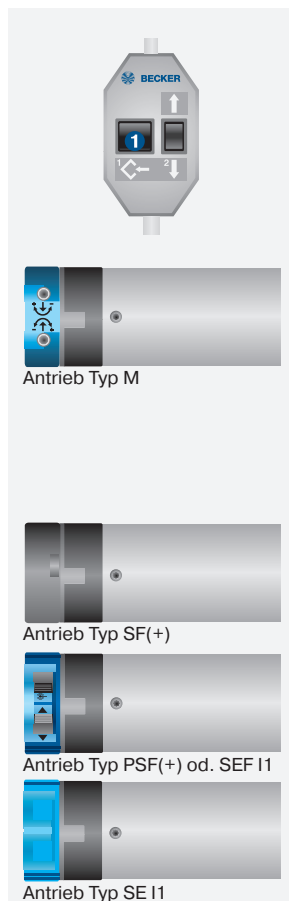 BECKER
1
1 2
Antrieb Typ M
Antrieb Typ SF(+)
Antrieb Typ PSF(+) od. SEF I1
Antrieb Typ SE I1